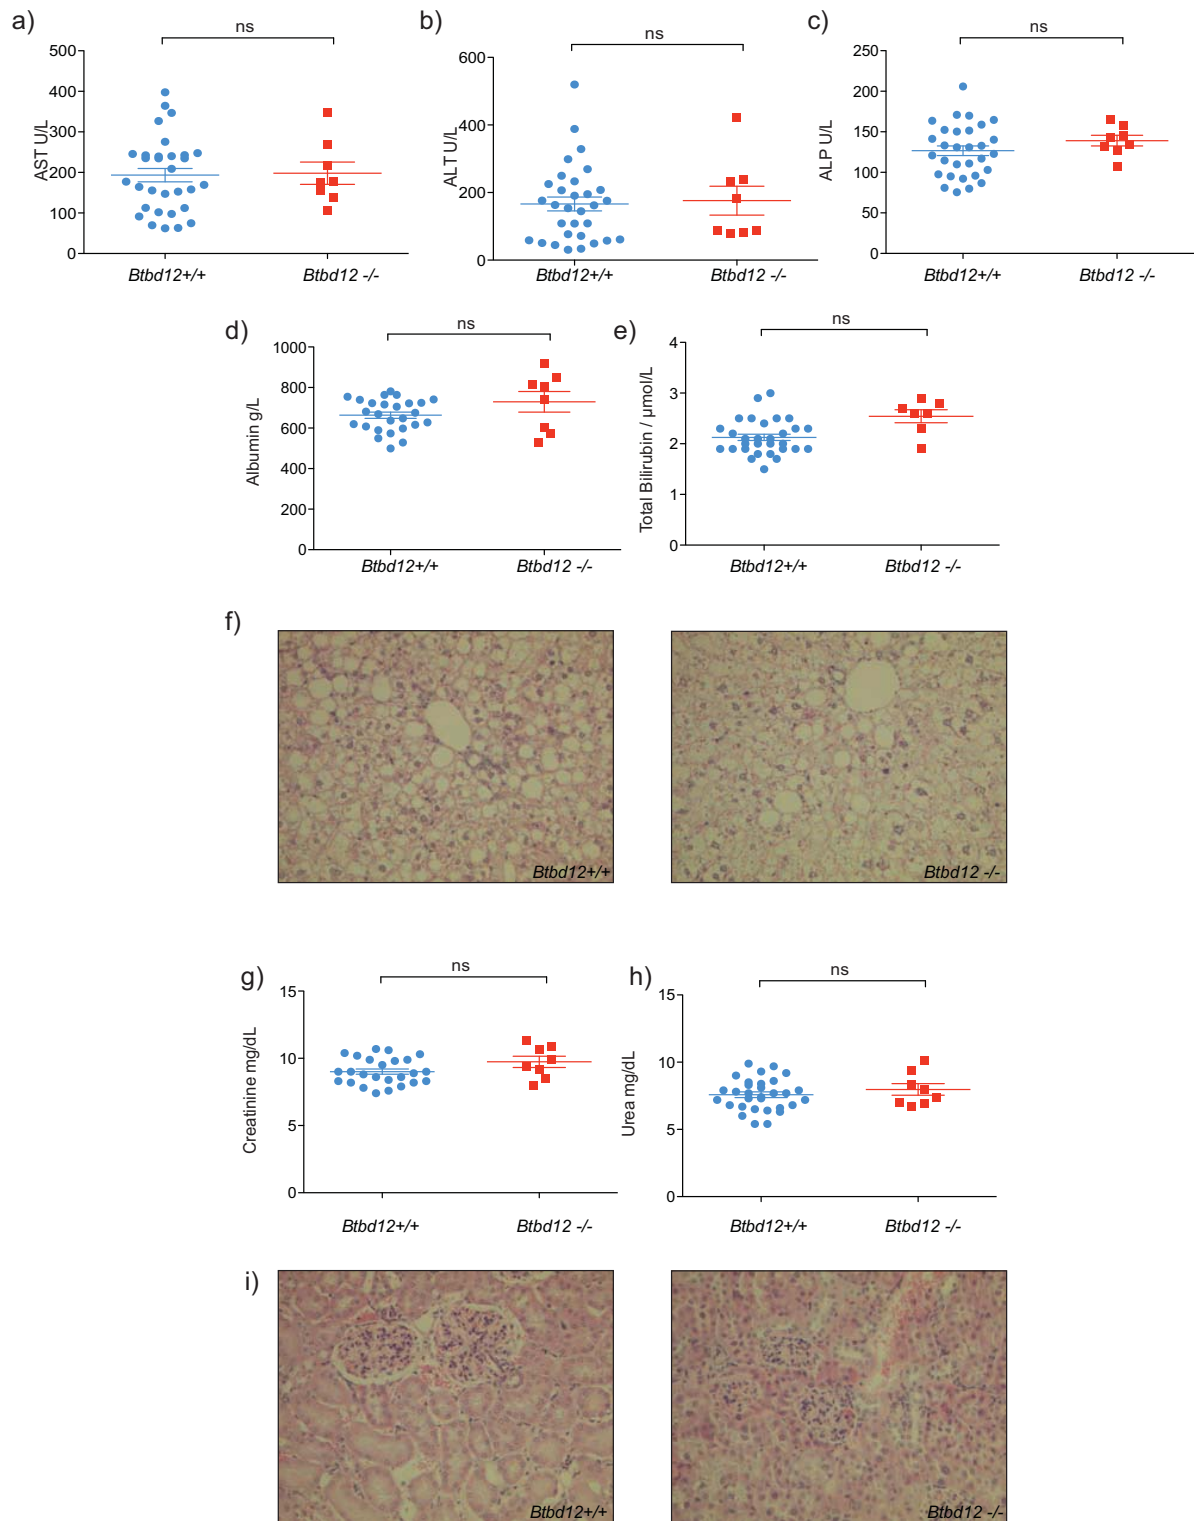 a)
ns
AST U/L
500
400
300
200
100
0
Btbd12+/+
Btbd12 -/-
b)
ns
ALT U/L
600
400
200
0
Btbd12+/+
Btbd12 -/-
c)
ns
ALP U/L
250
200
150
100
50
0
Btbd12+/+
Btbd12 -/-
d)
ns
Albumin g/L
1000
800
600
400
200
0
Btbd12+/+
Btbd12 -/-
e)
ns
Total Bilirubin / µmol/L
4
3
2
1
0
Btbd12+/+
Btbd12 -/-
f)
Btbd12+/+
Btbd12 -/-
g)
ns
Creatinine mg/dL
15
10
5
0
Btbd12+/+
Btbd12 -/-
h)
ns
Urea mg/dL
15
10
5
0
Btbd12+/+
Btbd12 -/-
i)
Btbd12+/+
Btbd12 -/-